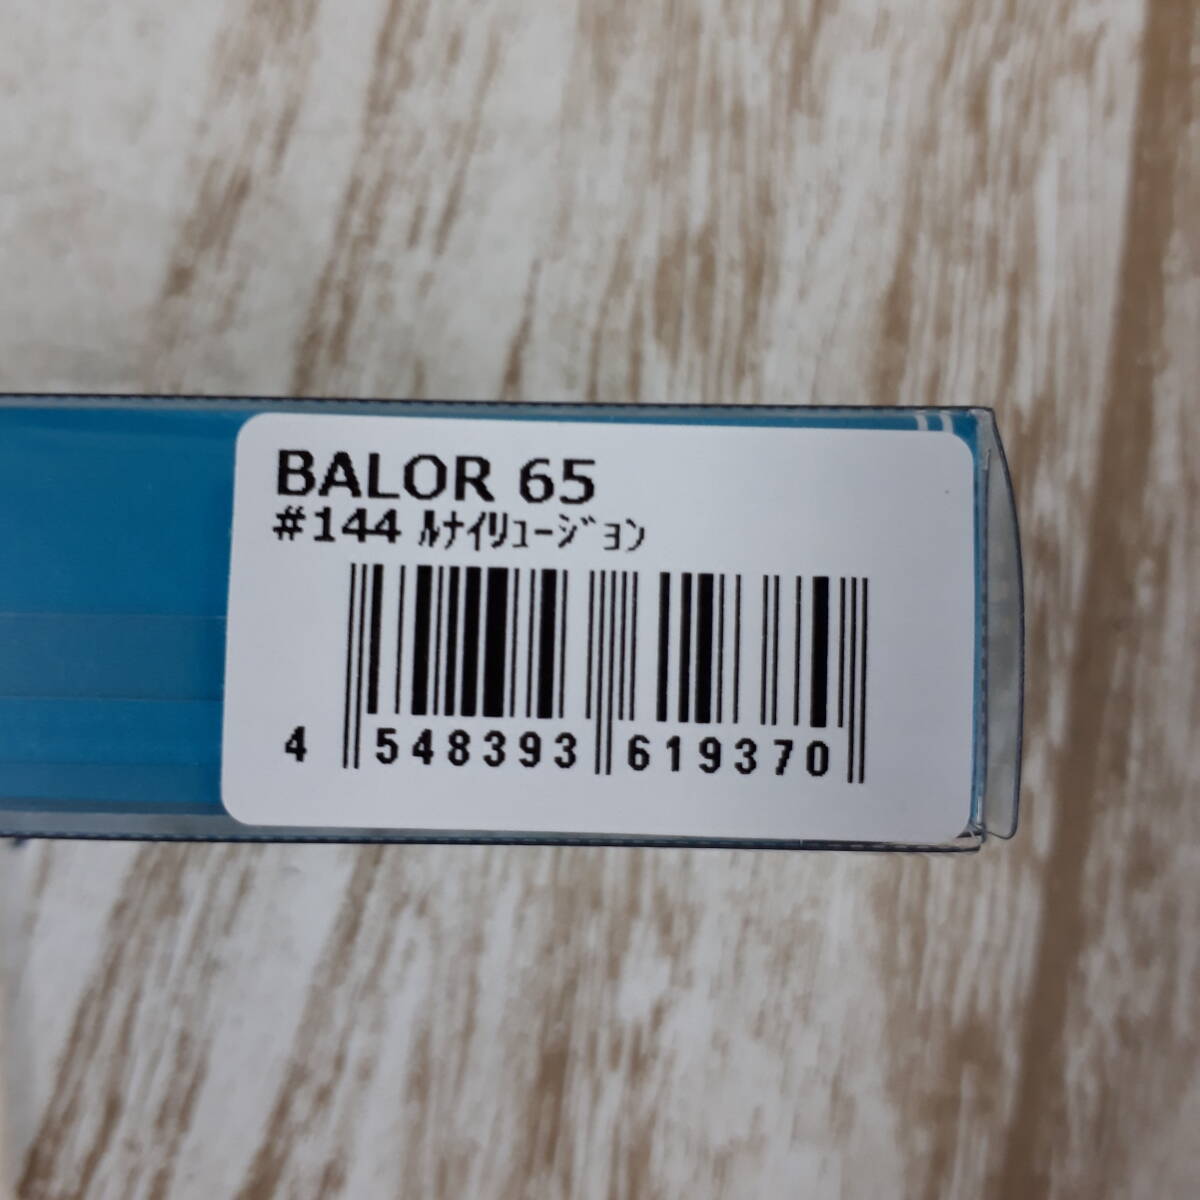 BALOR 65
#144 ﾙﾅｲﾘｭｰｼﾞｮﾝ
4 548393 619370